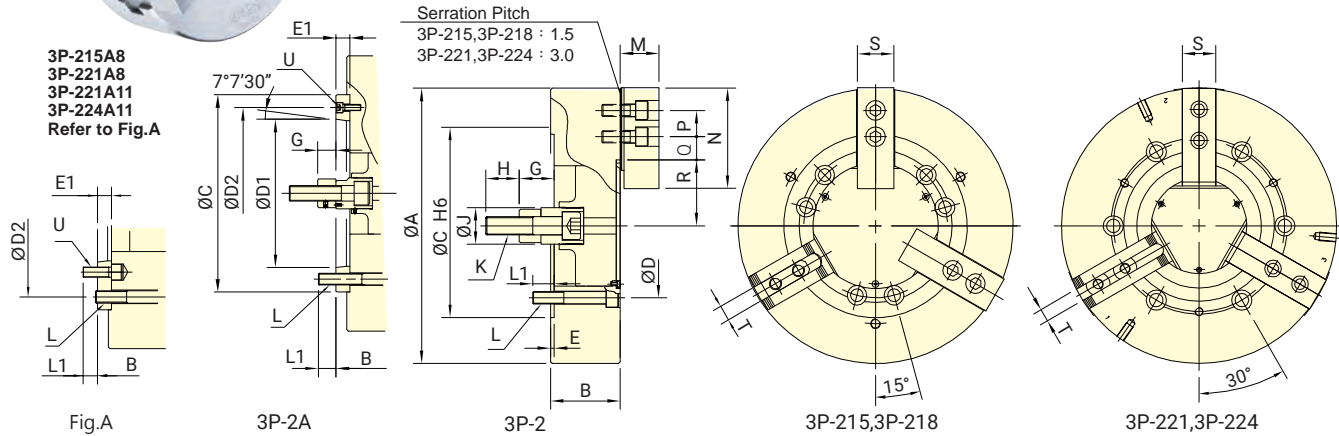 Serration Pitch
3P-215,3P-218 : 1.5
3P-221,3P-224 : 3.0
3P-215A8
3P-221A8
3P-221A11
3P-224A11
Refer to Fig.A
E1
U
ØD2
L
L1
B
Fig.A
E1
U
7°7'30"
G
ØC
ØD2
ØD1
L
L1
B
3P-2A
M
H
G
ØA
ØC H6
ØJ
K
L1
L
E
B
P
Q
R
N
ØD
3P-2
S
T
15°
3P-215,3P-218
S
2
3
1
T
30°
3P-221,3P-224